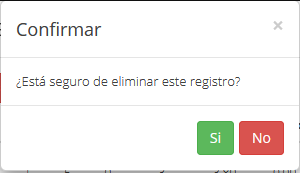 Confirmar ×
¿Está seguro de eliminar este registro?
Si No